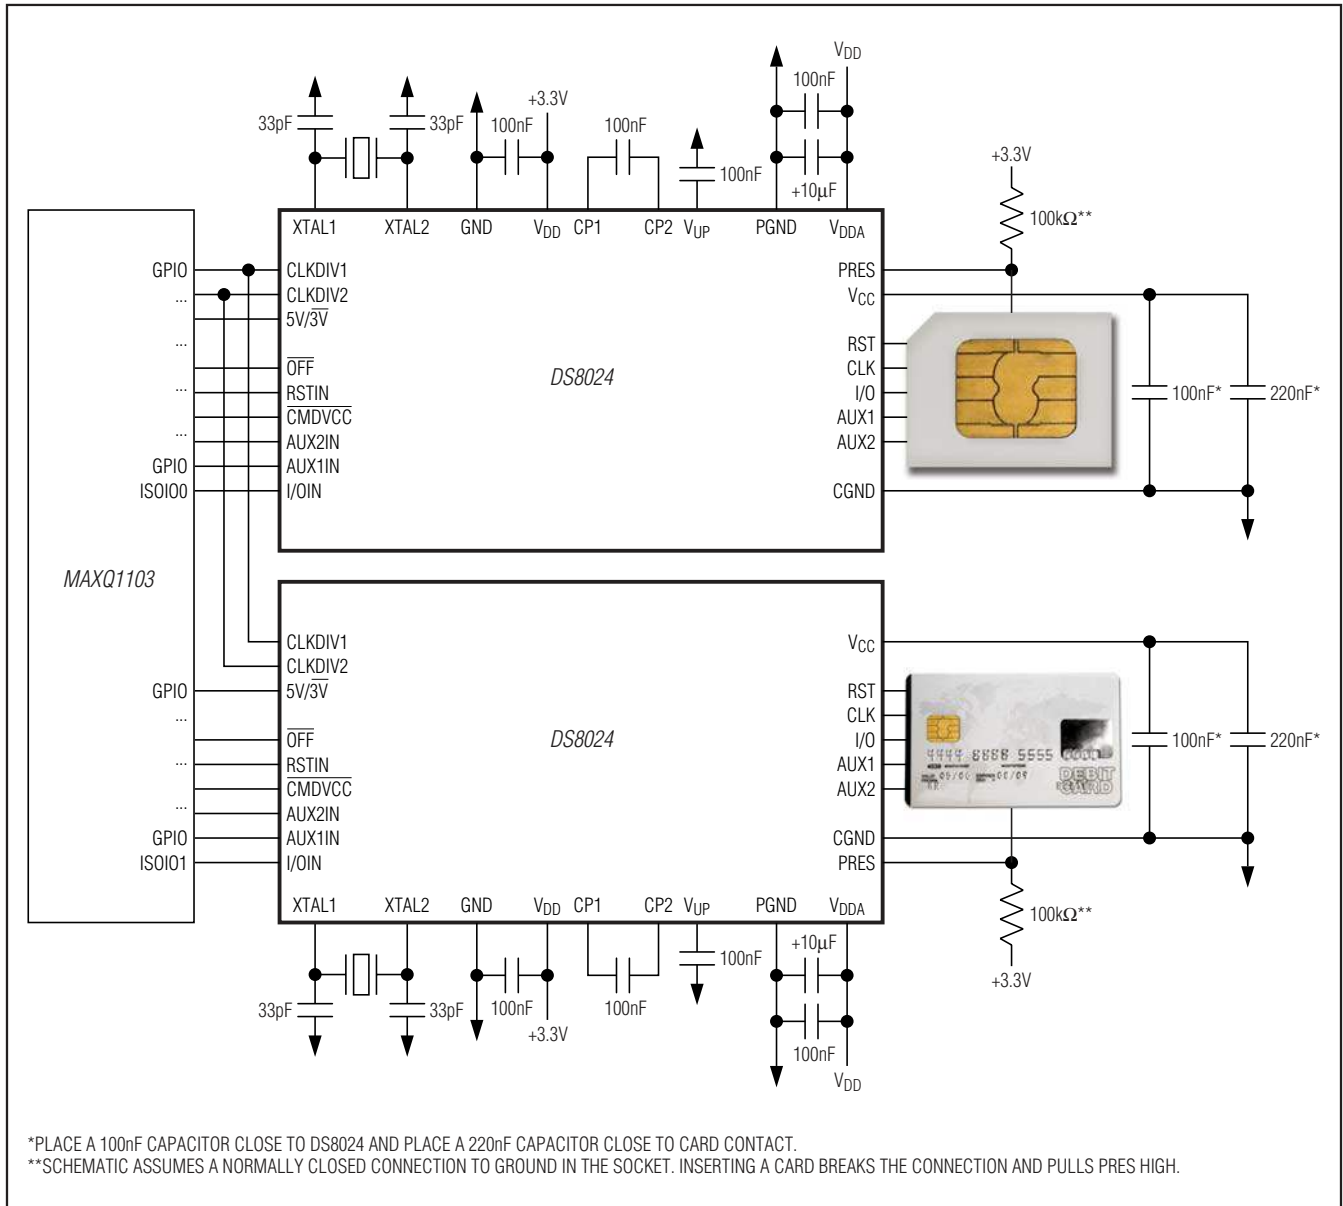 V_DD
100nF
+3.3V
33pF
33pF
100nF
100nF
100nF
+10μF
+3.3V
100kΩ**
XTAL1 XTAL2 GND V_DD CP1 CP2 V_UP PGND V_DDA
GPIO CLKDIV1 PRES
... CLKDIV2 V_CC
5V/3V̅
... RST
OFF̅ CLK
DS8024
... RSTIN I/O
100nF* 220nF*
CMDVCC̅ AUX1
... AUX2IN AUX2
GPIO AUX1IN
ISOIO0 I/OIN CGND
MAXQ1103
CLKDIV1 V_CC
CLKDIV2
GPIO 5V/3V̅ RST
... CLK
OFF̅ I/O
DS8024
100nF* 220nF*
... RSTIN AUX1
CMDVCC̅ AUX2
... AUX2IN
GPIO AUX1IN CGND
ISOIO1 I/OIN PRES
5555
DEBIT
CARD
XTAL1 XTAL2 GND V_DD CP1 CP2 V_UP PGND V_DDA
100kΩ**
+3.3V
+10μF
100nF
33pF
33pF
100nF
100nF
+3.3V
100nF
V_DD
*PLACE A 100nF CAPACITOR CLOSE TO DS8024 AND PLACE A 220nF CAPACITOR CLOSE TO CARD CONTACT.
**SCHEMATIC ASSUMES A NORMALLY CLOSED CONNECTION TO GROUND IN THE SOCKET. INSERTING A CARD BREAKS THE CONNECTION AND PULLS PRES HIGH.